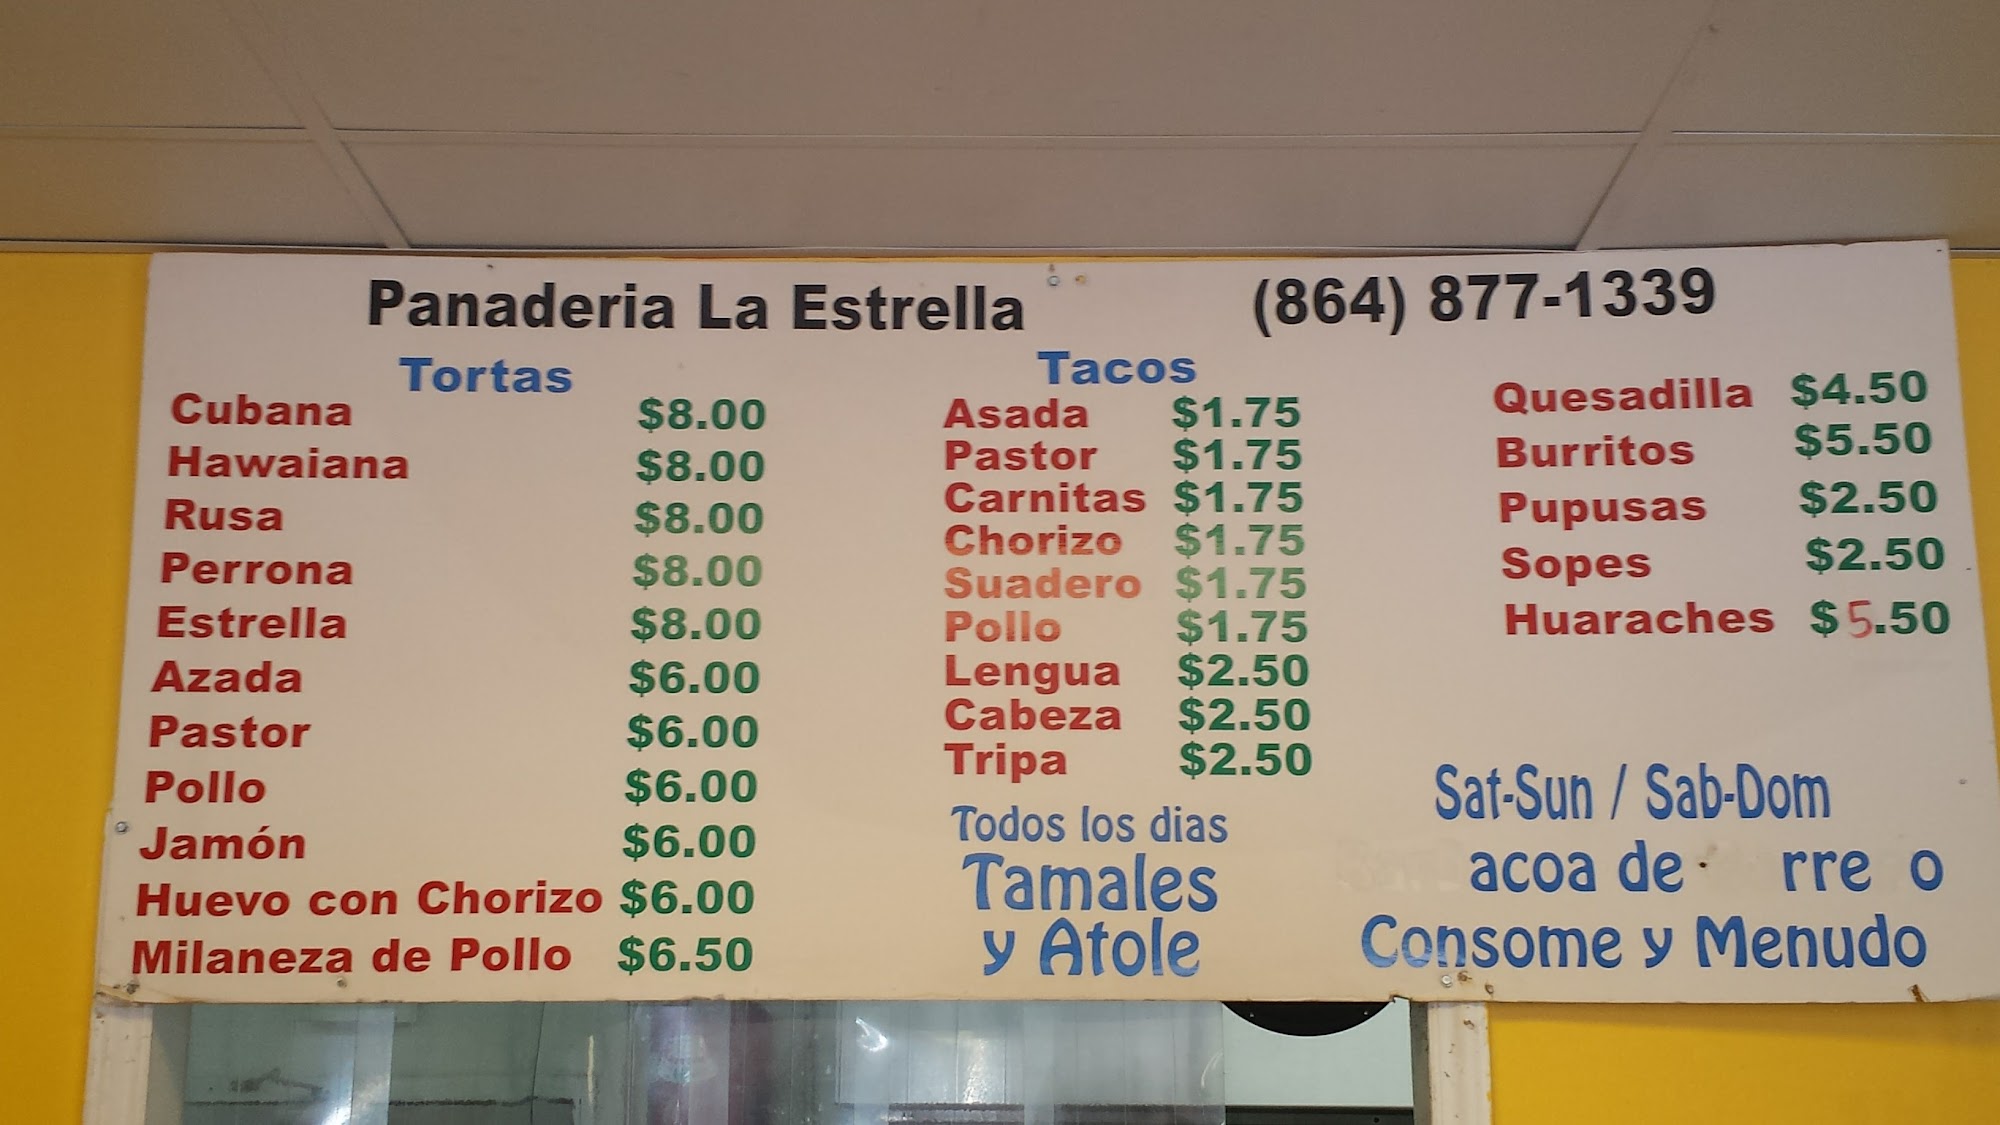 Panaderia La Estrella (864) 877-1339
Tortas
Cubana $8.00
Hawaiana $8.00
Rusa $8.00
Perrona $8.00
Estrella $8.00
Azada $6.00
Pastor $6.00
Pollo $6.00
Jamón $6.00
Huevo con Chorizo $6.00
Milaneza de Pollo $6.50
Tacos
Asada $1.75
Pastor $1.75
Carnitas $1.75
Chorizo $1.75
Suadero $1.75
Pollo $1.75
Lengua $2.50
Cabeza $2.50
Tripa $2.50
Todos los dias
Tamales
y Atole
Quesadilla $4.50
Burritos $5.50
Pupusas $2.50
Sopes $2.50
Huaraches $5.50
Sat-Sun / Sab-Dom
acoa de rre o
Consome y Menudo